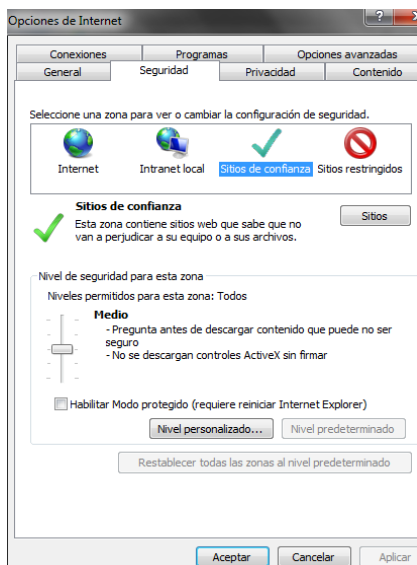 Opciones de Internet
Conexiones Programas Opciones avanzadas
General Seguridad Privacidad Contenido
Seleccione una zona para ver o cambiar la configuración de seguridad.
Internet Intranet local Sitios de confianza Sitios restringidos
Sitios de confianza
Sitios
Esta zona contiene sitios web que sabe que no
van a perjudicar a su equipo o a sus archivos.
Nivel de seguridad para esta zona
Niveles permitidos para esta zona: Todos
Medio
- Pregunta antes de descargar contenido que puede no ser
seguro
- No se descargan controles ActiveX sin firmar
Habilitar Modo protegido (requiere reiniciar Internet Explorer)
Nivel personalizado... Nivel predeterminado
Restablecer todas las zonas al nivel predeterminado
Aceptar Cancelar Aplicar